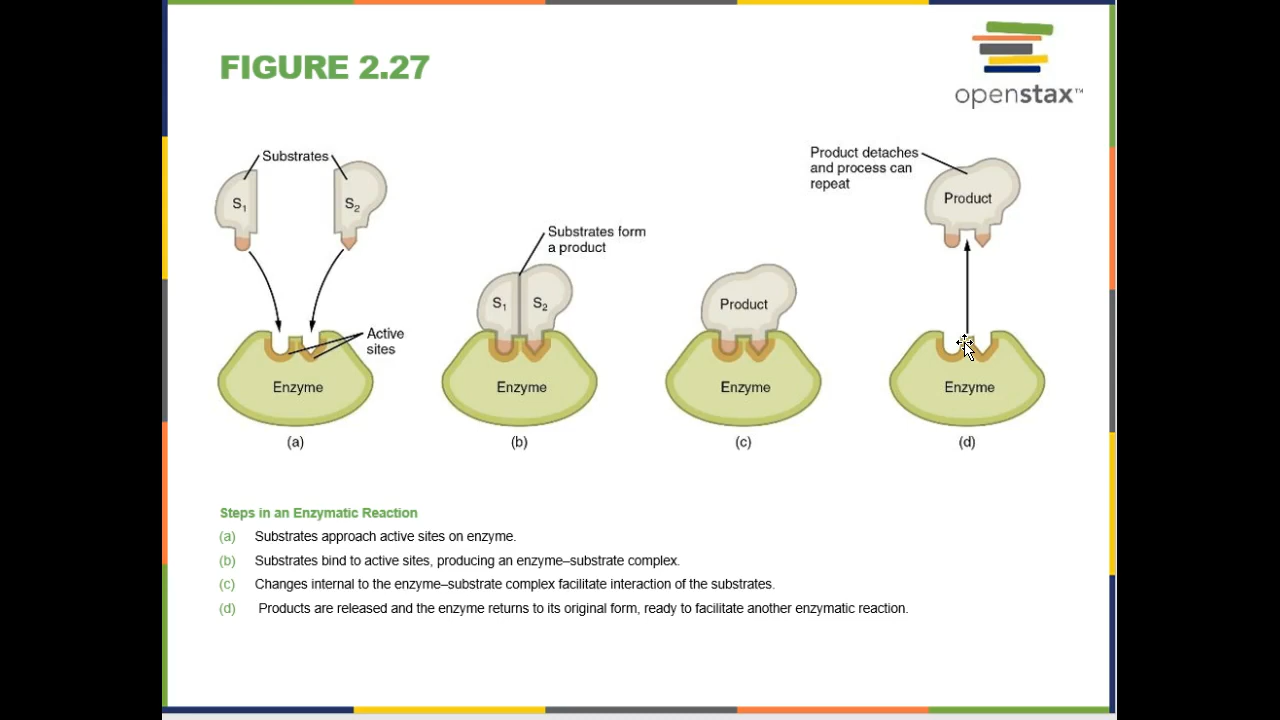 FIGURE 2.27
openstax™
Substrates
S1
S2
Active
sites
Enzyme
(a)
Substrates form
a product
S1
S2
Enzyme
(b)
Product
Enzyme
(c)
Product detaches
and process can
repeat
Product
Enzyme
(d)
Steps in an Enzymatic Reaction
(a) Substrates approach active sites on enzyme.
(b) Substrates bind to active sites, producing an enzyme–substrate complex.
(c) Changes internal to the enzyme–substrate complex facilitate interaction of the substrates.
(d) Products are released and the enzyme returns to its original form, ready to facilitate another enzymatic reaction.